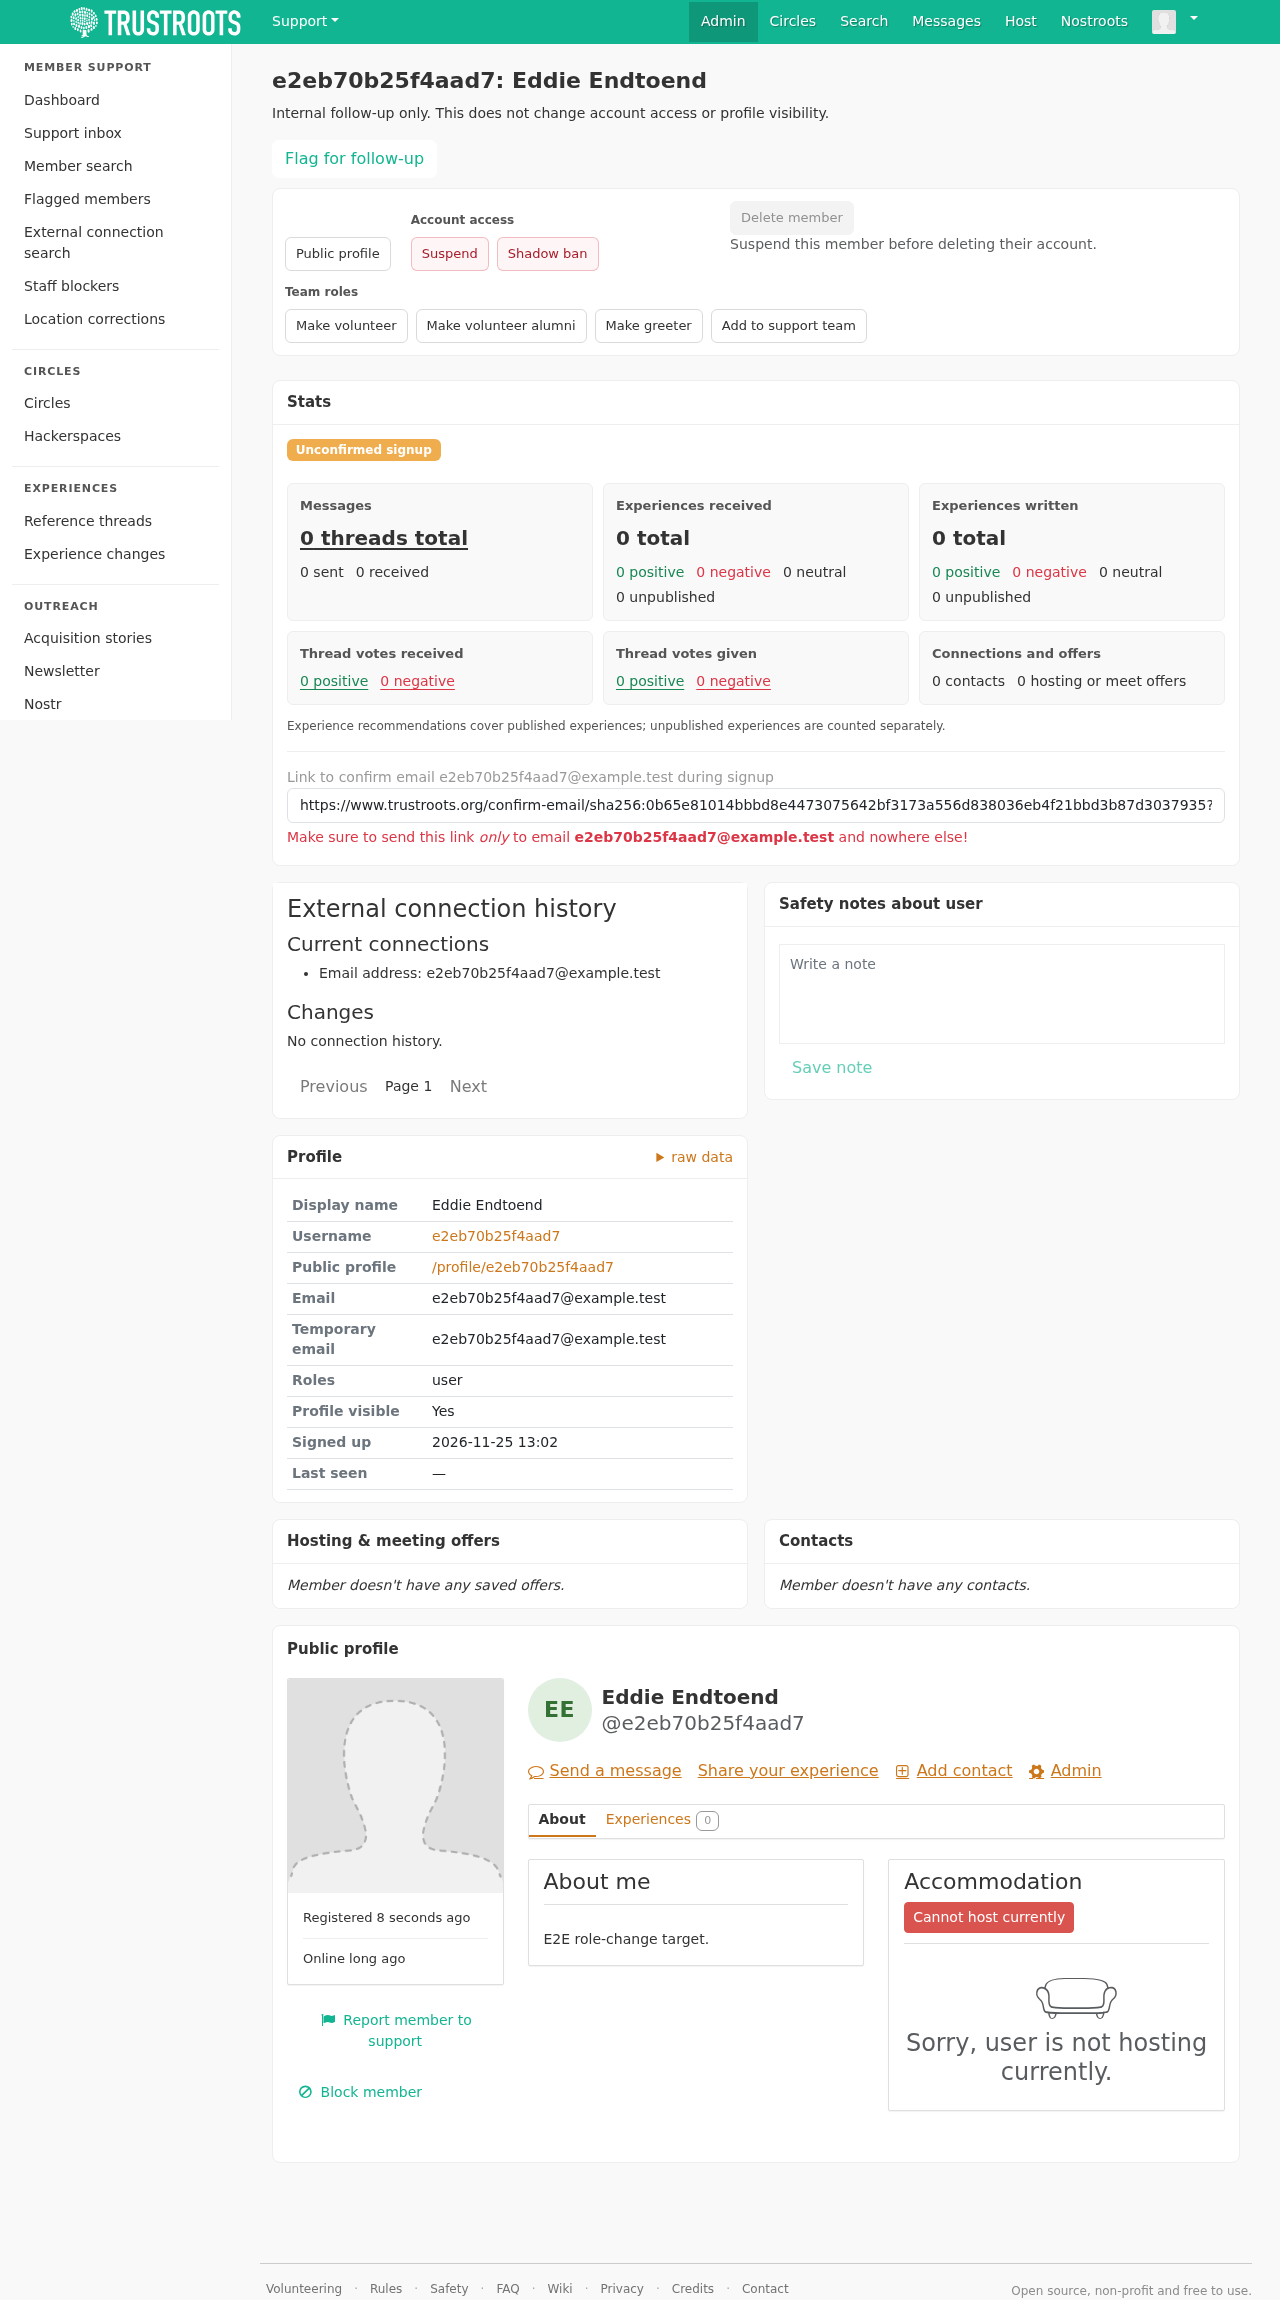 TRUSTROOTS
Support
Admin Circles Search Messages Host Nostroots
MEMBER SUPPORT
Dashboard
Support inbox
Member search
Flagged members
External connection
search
Staff blockers
Location corrections
CIRCLES
Circles
Hackerspaces
EXPERIENCES
Reference threads
Experience changes
OUTREACH
Acquisition stories
Newsletter
Nostr
e2eb70b25f4aad7: Eddie Endtoend
Internal follow-up only. This does not change account access or profile visibility.
Flag for follow-up
Public profile
Account access
Suspend Shadow ban
Delete member
Suspend this member before deleting their account.
Team roles
Make volunteer Make volunteer alumni Make greeter Add to support team
Stats
Unconfirmed signup
Messages
0 threads total
0 sent 0 received
Experiences received
0 total
0 positive 0 negative 0 neutral
0 unpublished
Experiences written
0 total
0 positive 0 negative 0 neutral
0 unpublished
Thread votes received
0 positive 0 negative
Thread votes given
0 positive 0 negative
Connections and offers
0 contacts 0 hosting or meet offers
Experience recommendations cover published experiences; unpublished experiences are counted separately.
Link to confirm email e2eb70b25f4aad7@example.test during signup
https://www.trustroots.org/confirm-email/sha256:0b65e81014bbbd8e4473075642bf3173a556d838036eb4f21bbd3b87d3037935?
Make sure to send this link only to email e2eb70b25f4aad7@example.test and nowhere else!
External connection history
Current connections
• Email address: e2eb70b25f4aad7@example.test
Changes
No connection history.
Previous Page 1 Next
Safety notes about user
Write a note
Save note
Profile
▶ raw data
Display name Eddie Endtoend
Username e2eb70b25f4aad7
Public profile /profile/e2eb70b25f4aad7
Email e2eb70b25f4aad7@example.test
Temporary
email
e2eb70b25f4aad7@example.test
Roles user
Profile visible Yes
Signed up 2026-11-25 13:02
Last seen —
Hosting & meeting offers
Member doesn't have any saved offers.
Contacts
Member doesn't have any contacts.
Public profile
EE
Eddie Endtoend
@e2eb70b25f4aad7
Send a message Share your experience Add contact Admin
About Experiences 0
Registered 8 seconds ago
Online long ago
Report member to
support
Block member
About me
E2E role-change target.
Accommodation
Cannot host currently
Sorry, user is not hosting
currently.
Volunteering · Rules · Safety · FAQ · Wiki · Privacy · Credits · Contact
Open source, non-profit and free to use.